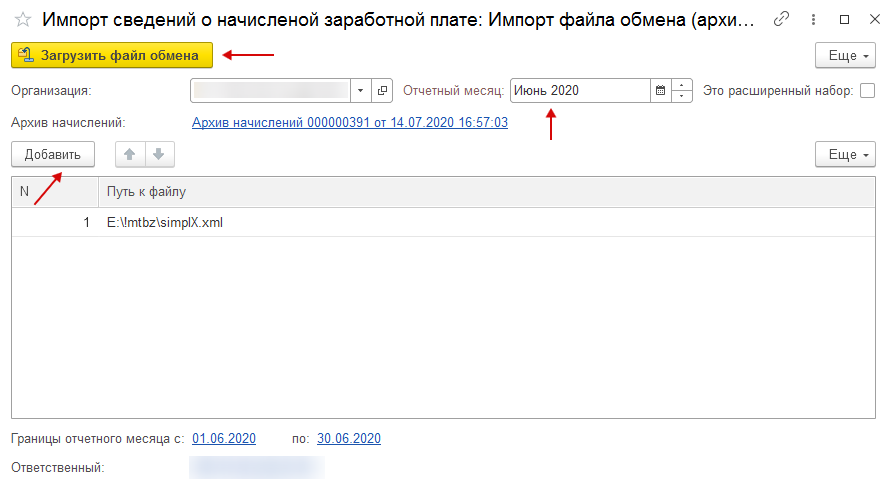 Импорт сведений о начисленой заработной плате: Импорт файла обмена (архи...
Загрузить файл обмена
Еще
Организация:
Отчетный месяц: Июнь 2020
Это расширенный набор:
Архив начислений: Архив начислений 000000391 от 14.07.2020 16:57:03
Добавить
Еще
N Путь к файлу
1 E:\!mtbz\simplX.xml
Границы отчетного месяца с: 01.06.2020 по: 30.06.2020
Ответственный: